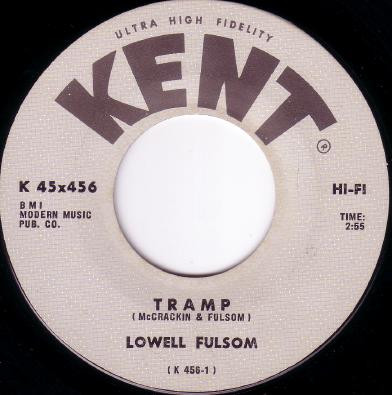 ULTRA HIGH FIDELITY
KENT
K 45x456
BMI
MODERN MUSIC
PUB. CO.
HI-FI
TIME:
2:55
TRAMP
(McCRACKIN & FULSOM)
LOWELL FULSOM
(K 456-1)